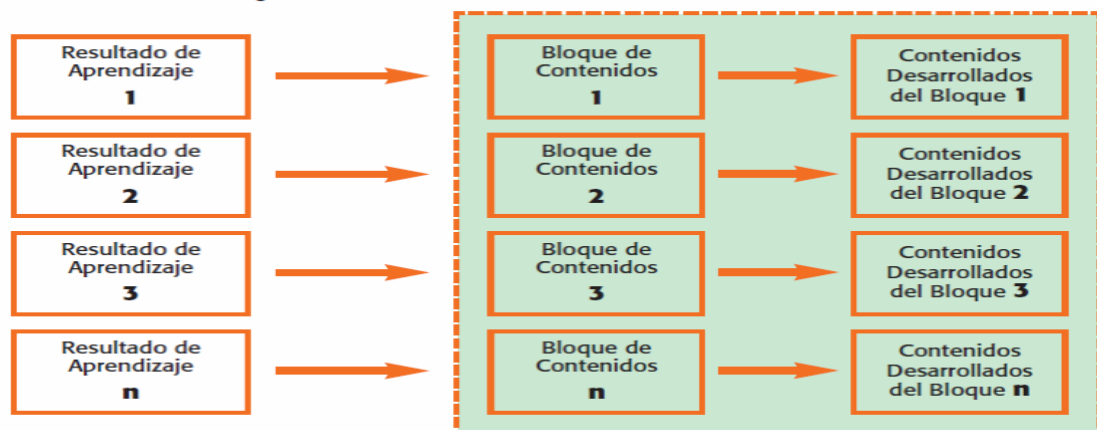 Resultado de
Aprendizaje
1
Bloque de
Contenidos
1
Contenidos
Desarrollados
del Bloque 1
Resultado de
Aprendizaje
2
Bloque de
Contenidos
2
Contenidos
Desarrollados
del Bloque 2
Resultado de
Aprendizaje
3
Bloque de
Contenidos
3
Contenidos
Desarrollados
del Bloque 3
Resultado de
Aprendizaje
n
Bloque de
Contenidos
n
Contenidos
Desarrollados
del Bloque n